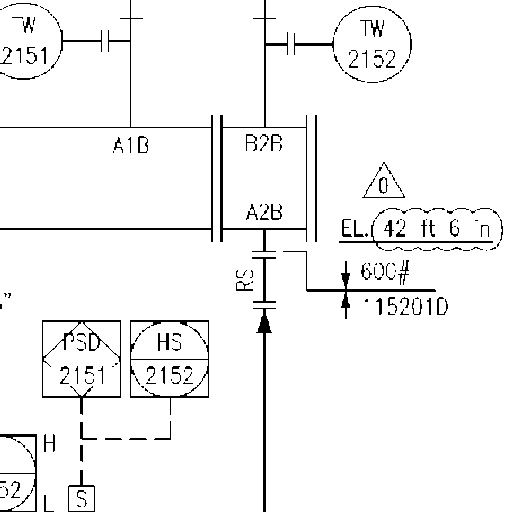 TW
2151
TW
2152
A1B
B2B
0
A2B
EL. 42 ft 6 in
RS
600#
115201D
"
PSD
2151
HS
2152
H
52
L
S